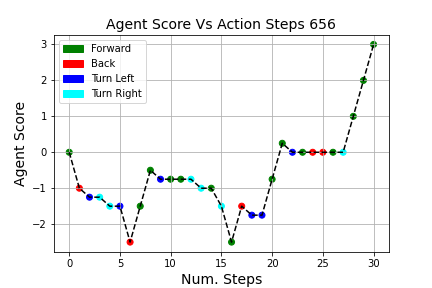 Agent Score Vs Action Steps 656
3
2
1
0
−1
−2
Agent Score
Forward
Back
Turn Left
Turn Right
0 5 10 15 20 25 30
Num. Steps